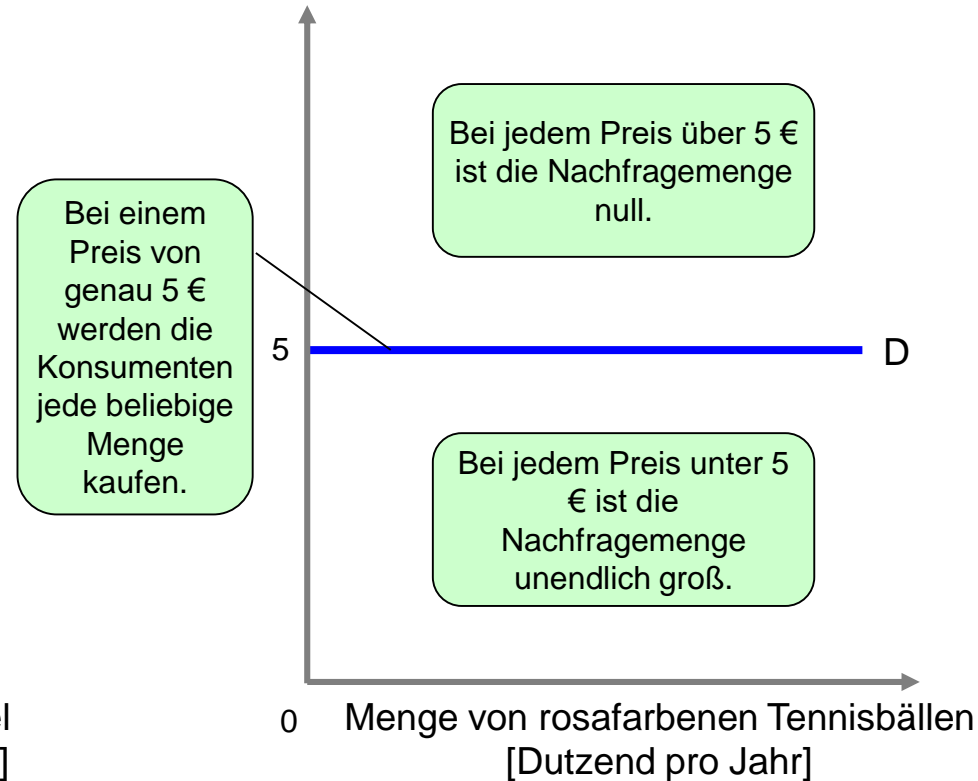 Bei jedem Preis über 5 €
ist die Nachfragemenge
null.
Bei einem
Preis von
genau 5 €
werden die
Konsumenten
jede beliebige
Menge
kaufen.
5
D
Bei jedem Preis unter 5
€ ist die
Nachfragemenge
unendlich groß.
el
0
Menge von rosafarbenen Tennisbällen
]
[Dutzend pro Jahr]